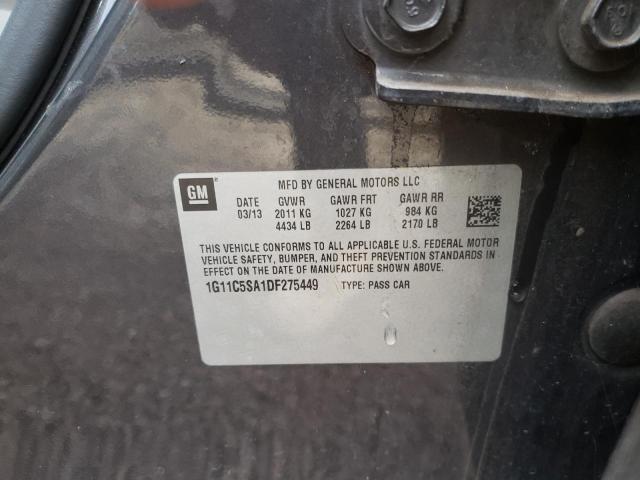 GM
MFD BY GENERAL MOTORS LLC
DATE GVWR GAWR FRT GAWR RR
03/13 2011 KG 1027 KG 984 KG
4434 LB 2264 LB 2170 LB
THIS VEHICLE CONFORMS TO ALL APPLICABLE U.S. FEDERAL MOTOR
VEHICLE SAFETY, BUMPER, AND THEFT PREVENTION STANDARDS IN
EFFECT ON THE DATE OF MANUFACTURE SHOWN ABOVE.
1G11C5SA1DF275449 TYPE: PASS CAR